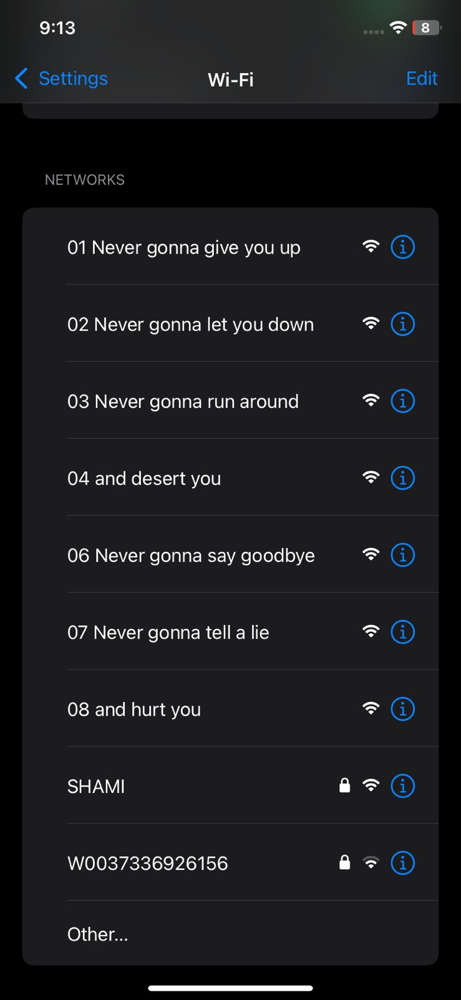 9:13
8
Settings
Wi-Fi
Edit
NETWORKS
01 Never gonna give you up
02 Never gonna let you down
03 Never gonna run around
04 and desert you
06 Never gonna say goodbye
07 Never gonna tell a lie
08 and hurt you
SHAMI
W0037336926156
Other...